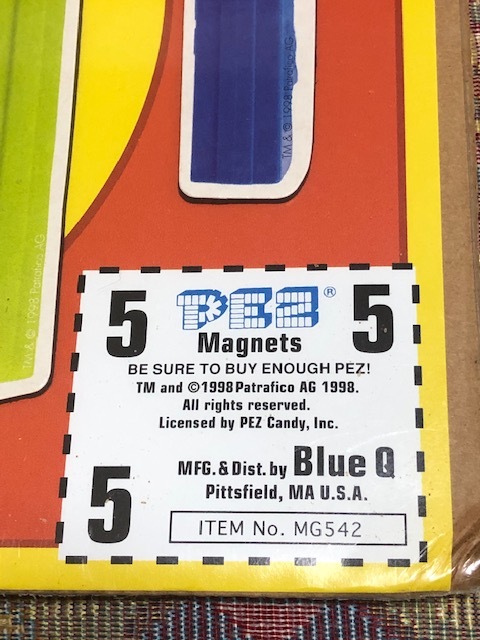 TM & © 1998 Patrafico AG
TM & © 1998 Patrafico AG
5 PEZ® 5
Magnets
BE SURE TO BUY ENOUGH PEZ!
TM and ©1998 Patrafico AG 1998.
All rights reserved.
Licensed by PEZ Candy, Inc.
5
MFG. & Dist. by Blue Q
Pittsfield, MA U.S.A.
ITEM No. MG542